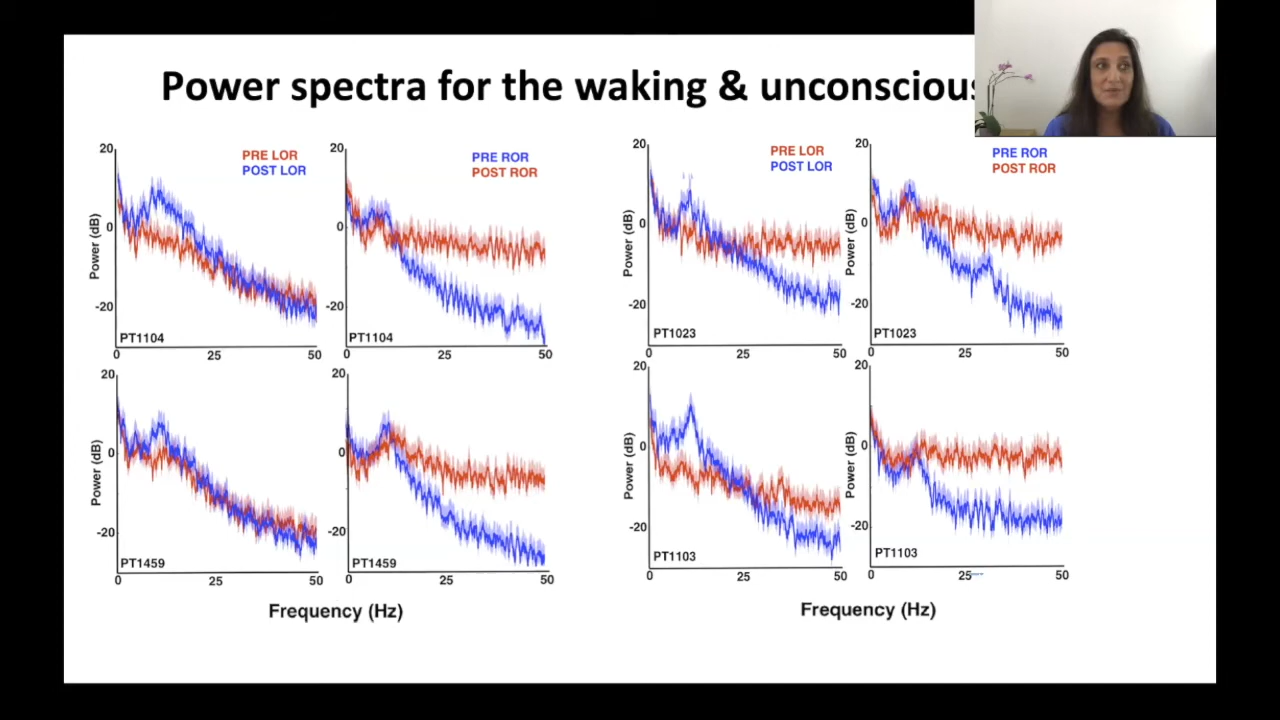 Power spectra for the waking & unconscious
20
0
-20
Power (dB)
PRE LOR
POST LOR
PT1104
0
25
50
20
0
-20
PRE ROR
POST ROR
PT1104
0
25
50
20
0
-20
Power (dB)
PRE LOR
POST LOR
PT1023
0
25
50
20
0
-20
Power (dB)
PRE ROR
POST ROR
PT1023
0
25
50
20
0
-20
Power (dB)
PT1459
0
25
50
20
0
-20
PT1459
0
25
50
20
0
-20
Power (dB)
PT1103
0
25
50
20
0
-20
Power (dB)
PT1103
0
25
50
Frequency (Hz)
Frequency (Hz)